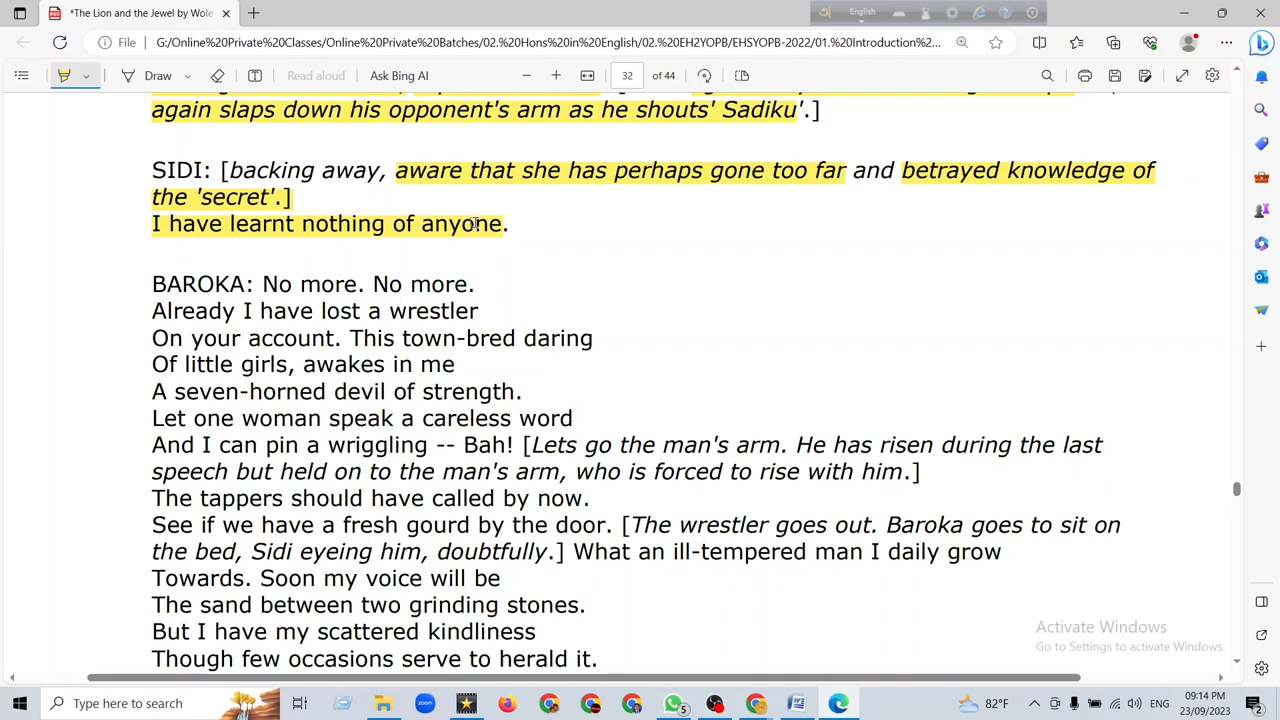 *The Lion and the Jewel by Wole
English
File
G:/Online%20Private%20Classes/Online%20Private%20Batches/02.%20Hons%20in%20English/02.%20EH2YOPB/EHSYOPB-2022/01.%20Introduction%20...
Draw
Read aloud
Ask Bing AI
32 of 44
again slaps down his opponent's arm as he shouts' Sadiku'.]
SIDI: [backing away, aware that she has perhaps gone too far and betrayed knowledge of
the 'secret'.]
I have learnt nothing of anyone.
BAROKA: No more. No more.
Already I have lost a wrestler
On your account. This town-bred daring
Of little girls, awakes in me
A seven-horned devil of strength.
Let one woman speak a careless word
And I can pin a wriggling -- Bah! [Lets go the man's arm. He has risen during the last
speech but held on to the man's arm, who is forced to rise with him.]
The tappers should have called by now.
See if we have a fresh gourd by the door. [The wrestler goes out. Baroka goes to sit on
the bed, Sidi eyeing him, doubtfully.] What an ill-tempered man I daily grow
Towards. Soon my voice will be
The sand between two grinding stones.
But I have my scattered kindliness
Though few occasions serve to herald it.
Activate Windows
Go to Settings to activate Windows.
Type here to search
zoom
5
82°F
ENG
09:14 PM
23/09/2023
2